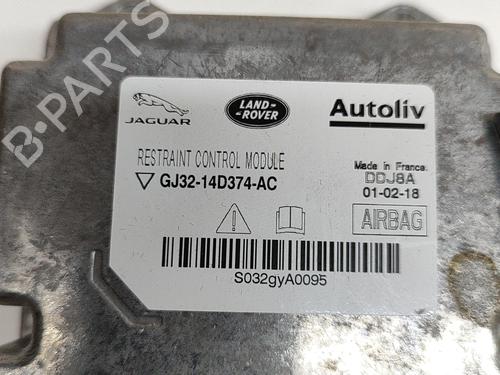 JAGUAR
LAND-
-ROVER
Autoliv
RESTRAINT CONTROL MODULE
GJ32-14D374-AC
Made in France
DDJ8A
01-02-18
AIRBAG
S032gyA0095
B-PARTS